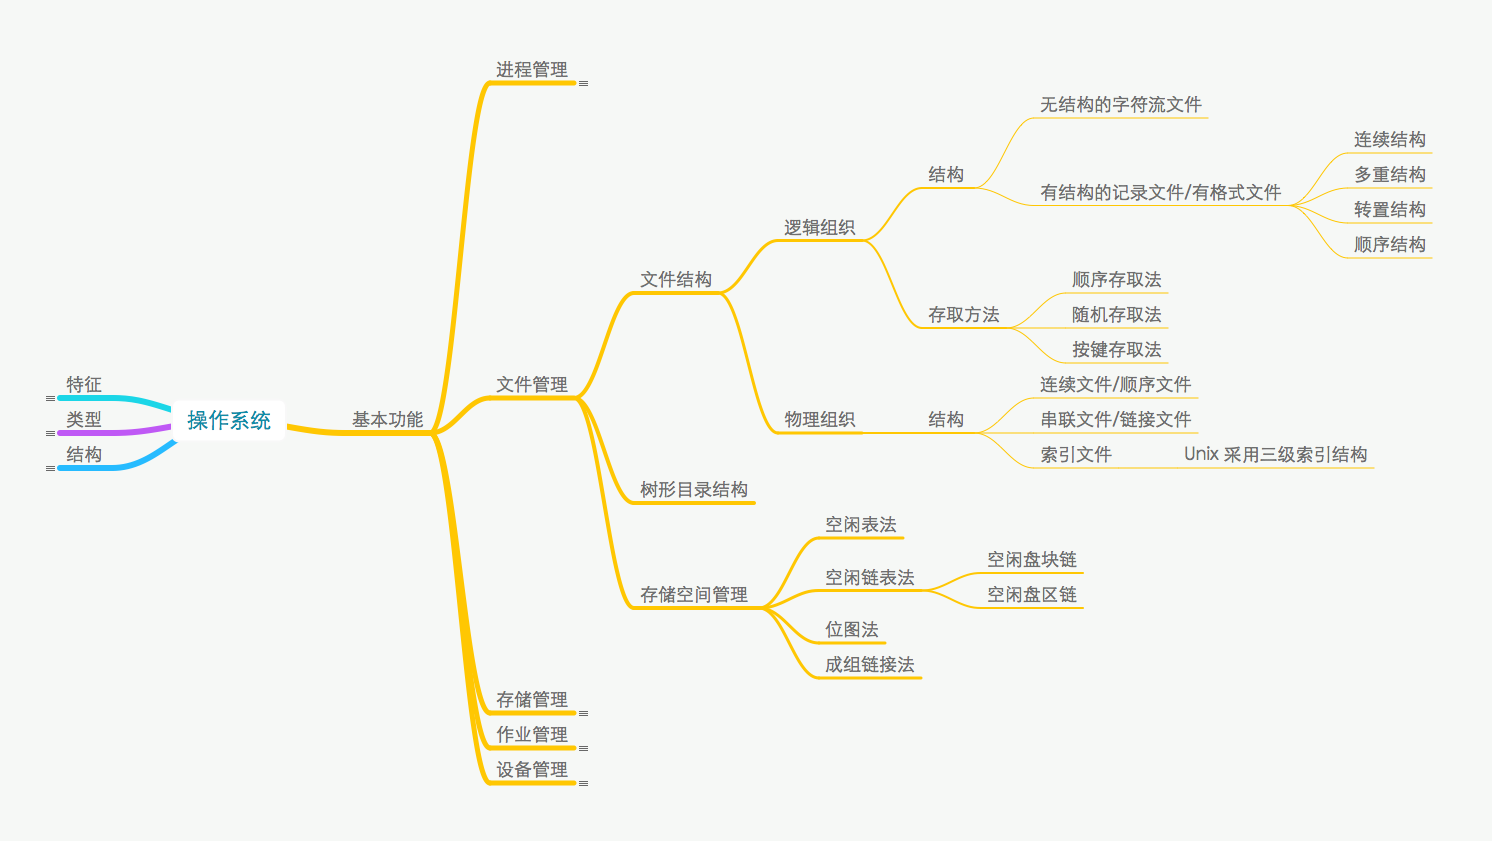 操作系统
特征
类型
结构
基本功能
进程管理
文件管理
文件结构
逻辑组织
结构
无结构的字符流文件
有结构的记录文件/有格式文件
连续结构
多重结构
转置结构
顺序结构
存取方法
顺序存取法
随机存取法
按键存取法
物理组织
结构
连续文件/顺序文件
串联文件/链接文件
索引文件
Unix 采用三级索引结构
树形目录结构
存储空间管理
空闲表法
空闲链表法
空闲盘块链
空闲盘区链
位图法
成组链接法
存储管理
作业管理
设备管理